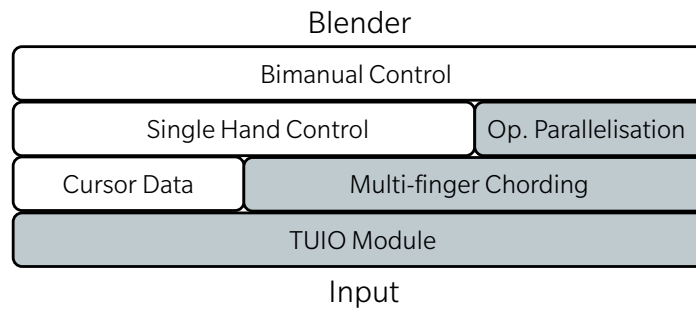 Blender
Bimanual Control
Single Hand Control Op. Parallelisation
Cursor Data Multi-finger Chording
TUIO Module
Input